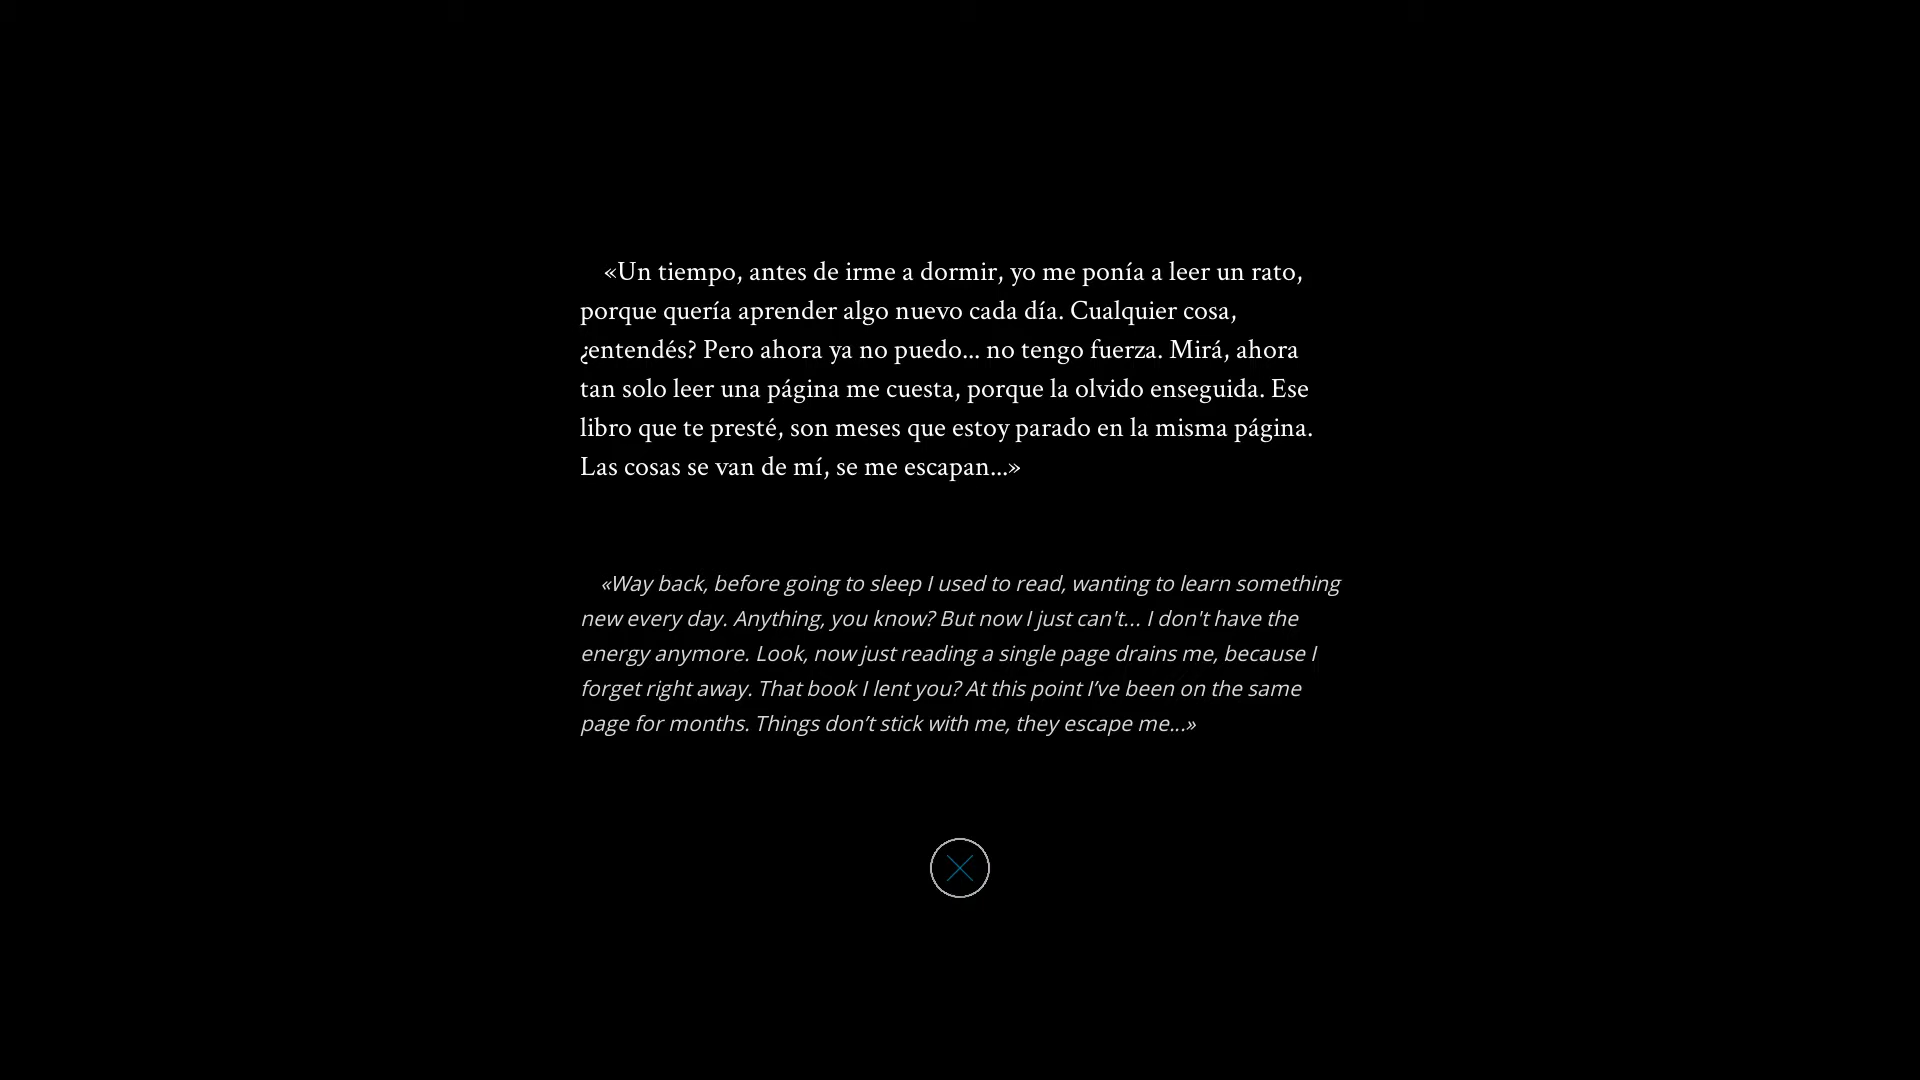 «Un tiempo, antes de irme a dormir, yo me ponía a leer un rato,
porque quería aprender algo nuevo cada día. Cualquier cosa,
¿entendés? Pero ahora ya no puedo... no tengo fuerza. Mirá, ahora
tan solo leer una página me cuesta, porque la olvido enseguida. Ese
libro que te presté, son meses que estoy parado en la misma página.
Las cosas se van de mí, se me escapan...»
«Way back, before going to sleep I used to read, wanting to learn something
new every day. Anything, you know? But now I just can't... I don't have the
energy anymore. Look, now just reading a single page drains me, because I
forget right away. That book I lent you? At this point I’ve been on the same
page for months. Things don’t stick with me, they escape me...»